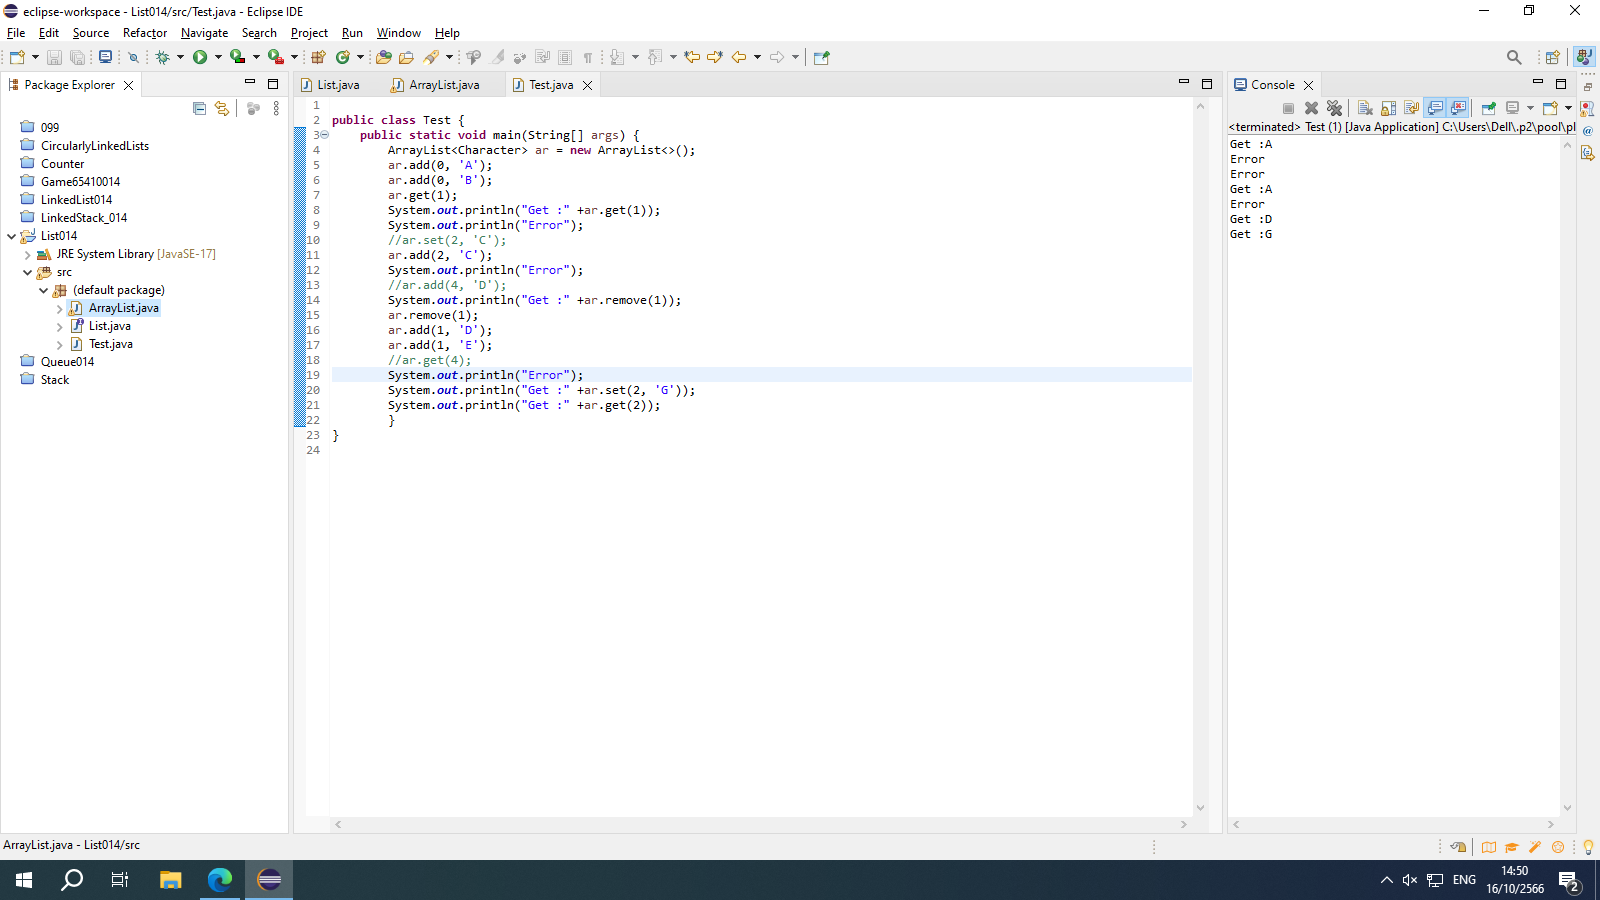 eclipse-workspace - List014/src/Test.java - Eclipse IDE
File Edit Source Refactor Navigate Search Project Run Window Help
Package Explorer
099
CircularlyLinkedLists
Counter
Game65410014
LinkedList014
LinkedStack_014
List014
JRE System Library [JavaSE-17]
src
(default package)
ArrayList.java
List.java
Test.java
Queue014
Stack
List.java ArrayList.java Test.java
1
2 public class Test {
3 public static void main(String[] args) {
4 ArrayList<Character> ar = new ArrayList<>();
5 ar.add(0, 'A');
6 ar.add(0, 'B');
7 ar.get(1);
8 System.out.println("Get :" +ar.get(1));
9 System.out.println("Error");
10 //ar.set(2, 'C');
11 ar.add(2, 'C');
12 System.out.println("Error");
13 //ar.add(4, 'D');
14 System.out.println("Get :" +ar.remove(1));
15 ar.remove(1);
16 ar.add(1, 'D');
17 ar.add(1, 'E');
18 //ar.get(4);
19 System.out.println("Error");
20 System.out.println("Get :" +ar.set(2, 'G'));
21 System.out.println("Get :" +ar.get(2));
22 }
23 }
24
Console
<terminated> Test (1) [Java Application] C:\Users\Dell\.p2\pool\pl
Get :A
Error
Error
Get :A
Error
Get :D
Get :G
ArrayList.java - List014/src
ENG
14:50
16/10/2566
2